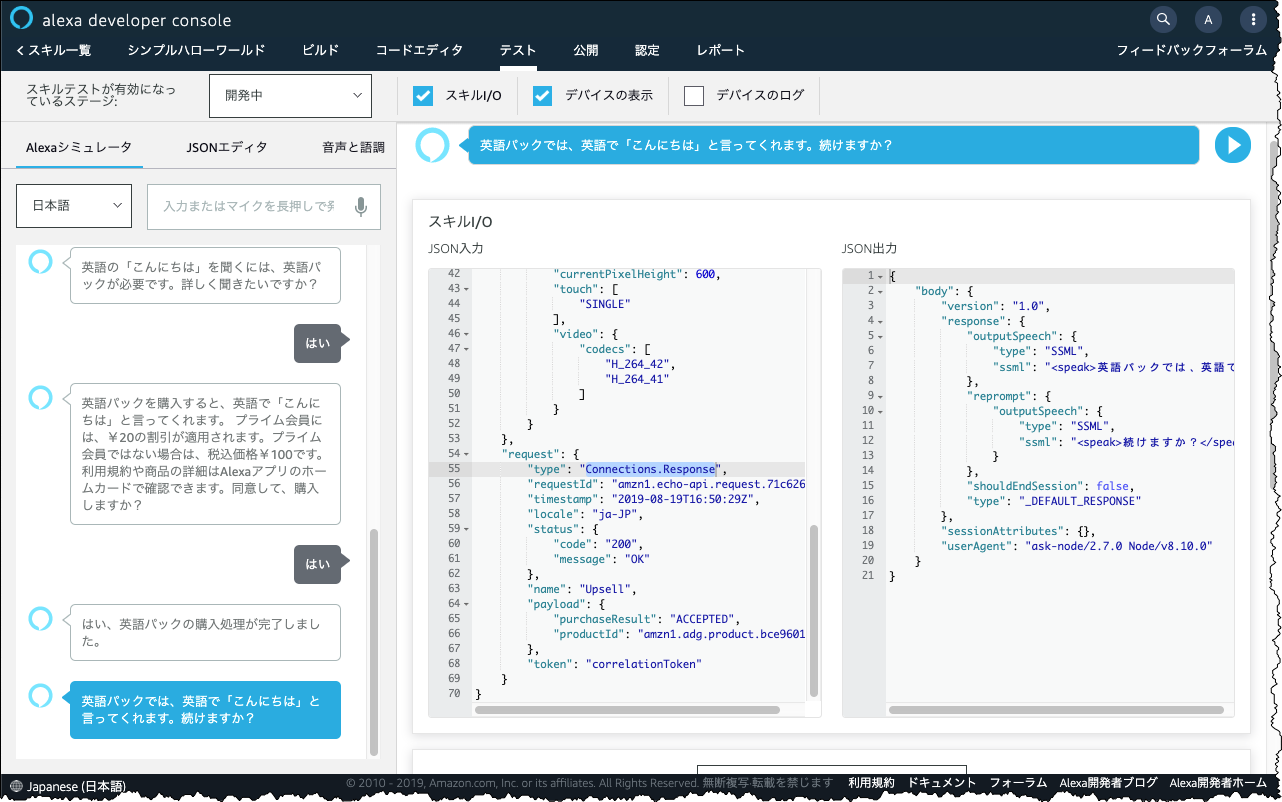 alexa developer console
A
< スキル一覧 シンプルハローワールド ビルド コードエディタ テスト 公開 認定 レポート フィードバックフォーラム
スキルテストが有効になっ
ているステージ:
開発中
スキルI/O デバイスの表示 デバイスのログ
Alexaシミュレータ JSONエディタ 音声と語調
日本語
入力またはマイクを長押しで発
英語の「こんにちは」を聞くには、英語パ
ックが必要です。詳しく聞きたいですか？
はい
英語パックを購入すると、英語で「こんに
ちは」と言ってくれます。 プライム会員に
は、￥20の割引が適用されます。プライム
会員ではない場合は、税込価格￥100です。
利用規約や商品の詳細はAlexaアプリのホー
ムカードで確認できます。同意して、購入
しますか？
はい
はい、英語パックの購入処理が完了しまし
た。
英語パックでは、英語で「こんにちは」と
言ってくれます。続けますか？
英語パックでは、英語で「こんにちは」と言ってくれます。続けますか？
スキルI/O
JSON入力
42 "currentPixelHeight": 600,
43 "touch": [
44 "SINGLE"
45 ],
46 "video": {
47 "codecs": [
48 "H_264_42",
49 "H_264_41"
50 ]
51 }
52 }
53 },
54 "request": {
55 "type": "Connections.Response",
56 "requestId": "amzn1.echo-api.request.71c626
57 "timestamp": "2019-08-19T16:50:29Z",
58 "locale": "ja-JP",
59 "status": {
60 "code": "200",
61 "message": "OK"
62 },
63 "name": "Upsell",
64 "payload": {
65 "purchaseResult": "ACCEPTED",
66 "productId": "amzn1.adg.product.bce9601
67 },
68 "token": "correlationToken"
69 }
70 }
JSON出力
1 {
2 "body": {
3 "version": "1.0",
4 "response": {
5 "outputSpeech": {
6 "type": "SSML",
7 "ssml": "<speak>英語パックでは、英語で
8 },
9 "reprompt": {
10 "outputSpeech": {
11 "type": "SSML",
12 "ssml": "<speak>続けますか？</spea
13 }
14 },
15 "shouldEndSession": false,
16 "type": "_DEFAULT_RESPONSE"
17 },
18 "sessionAttributes": {},
19 "userAgent": "ask-node/2.7.0 Node/v8.10.0"
20 }
21 }
Japanese (日本語)
© 2010 - 2019, Amazon.com, Inc. or its affiliates. All Rights Reserved. 無断複写·転載を禁じます 利用規約 ドキュメント フォーラム Alexa開発者ブログ Alexa開発者ホーム